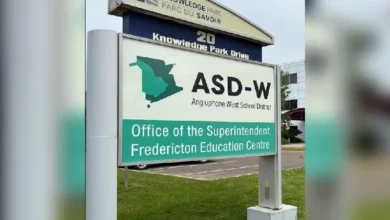 KNOWLEDGE PARK
PARC DU SAVOIR
20
Knowledge Park Drive
ASD-W
Anglophone West School District
Office of the Superintendent
Fredericton Education Centre